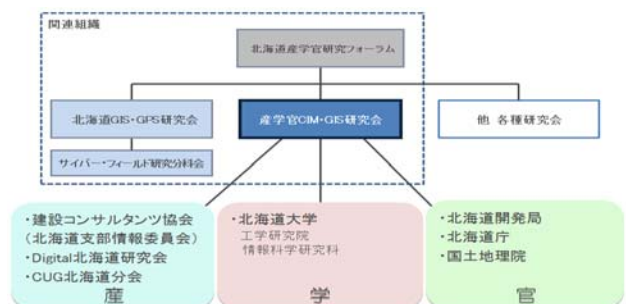 関連組織
北海道産学官研究フォーラム
北海道GIS・GPS研究会
産学官CIM・GIS研究会
他 各種研究会
サイバー・フィールド研究分科会
・建設コンサルタンツ協会
（北海道支部情報委員会）
・Digital北海道研究会
・CUG北海道分会
産
・北海道大学
工学研究院
情報科学研究科
学
・北海道開発局
・北海道庁
・国土地理院
官